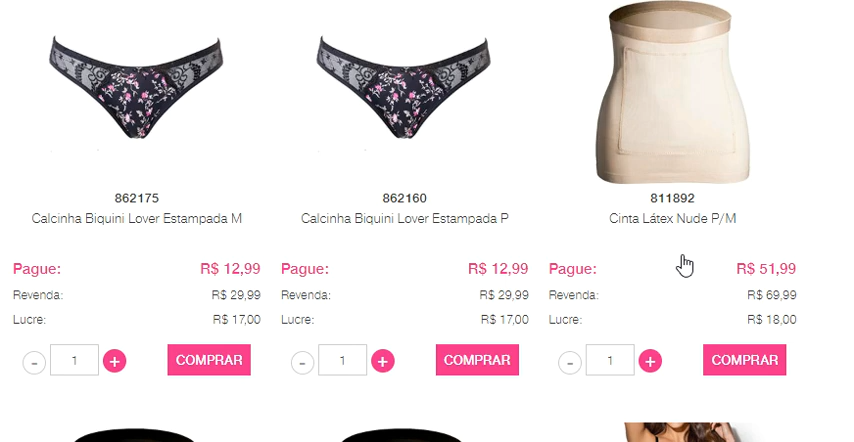 862175
Calcinha Biquini Lover Estampada M
Pague: R$ 12,99
Revenda: R$ 29,99
Lucre: R$ 17,00
- 1 + COMPRAR
862160
Calcinha Biquini Lover Estampada P
Pague: R$ 12,99
Revenda: R$ 29,99
Lucre: R$ 17,00
- 1 + COMPRAR
811892
Cinta Látex Nude P/M
Pague: R$ 51,99
Revenda: R$ 69,99
Lucre: R$ 18,00
- 1 + COMPRAR